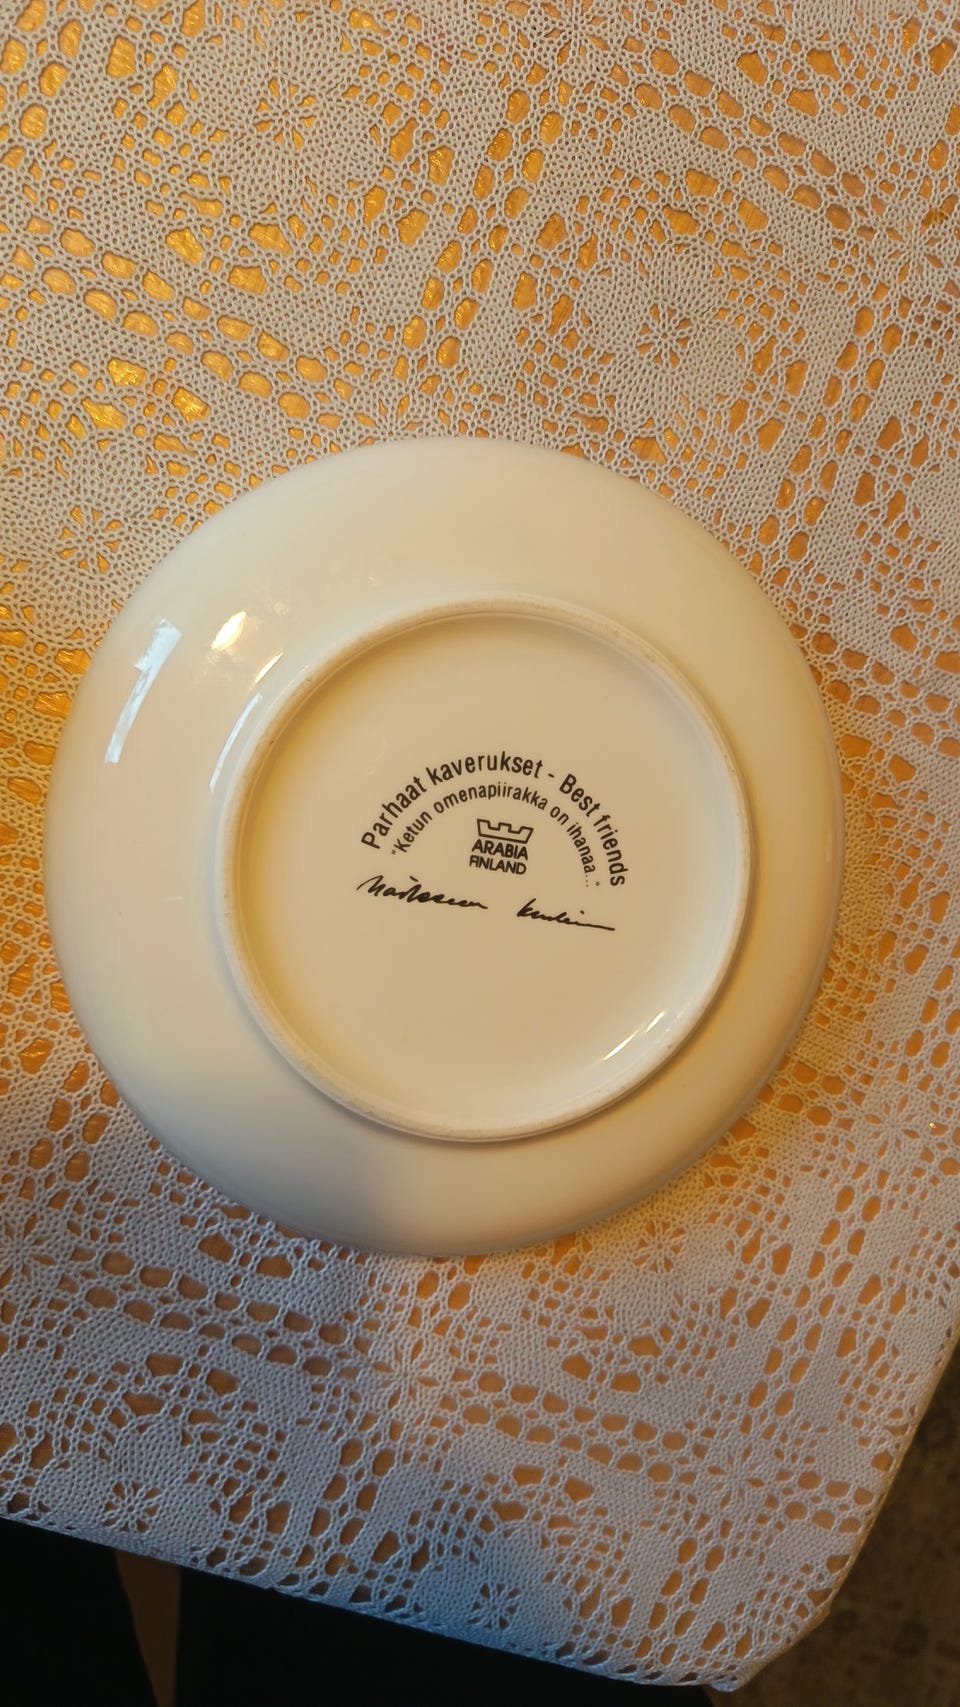 Parhaat kaverukset - Best friends
"Ketun omenapiirakka on ihanaa..."
ARABIA
FINLAND